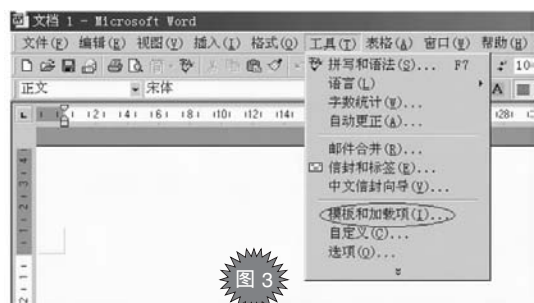 文档 1 - Microsoft Word
文件(F) 编辑(E) 视图(V) 插入(I) 格式(O) 工具(T) 表格(A) 窗口(W) 帮助(H)
正文 宋体
拼写和语法(S)... F7
语言(L)
字数统计(W)...
自动更正(A)...
邮件合并(R)...
信封和标签(E)...
中文信封向导(V)...
模板和加载项(I)...
自定义(C)...
选项(O)...
图 3